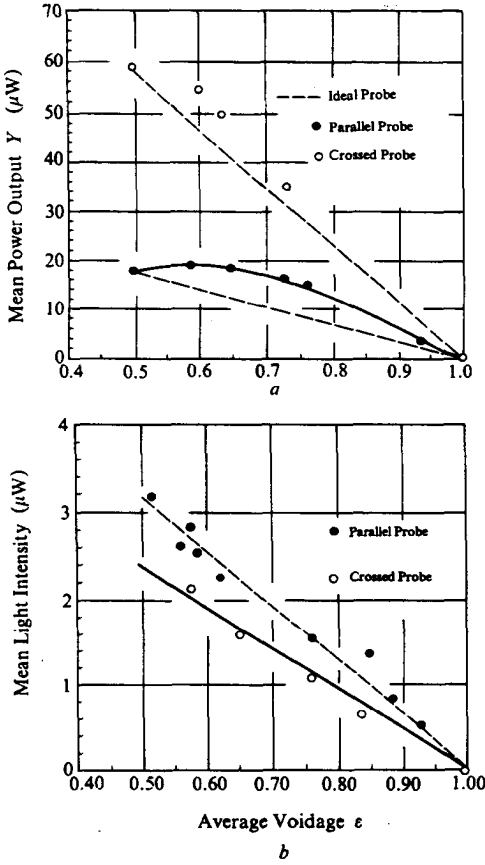 70
60
50
40
30
20
10
0
Mean Power Output Y (μW)
Ideal Probe
Parallel Probe
Crossed Probe
0.4 0.5 0.6 0.7 0.8 0.9 1.0
a
4
3
2
1
0
Mean Light Intensity (μW)
Parallel Probe
Crossed Probe
0.40 0.50 0.60 0.70 0.80 0.90 1.00
Average Voidage ε
b